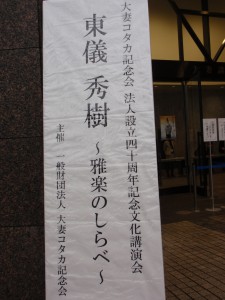 大妻コタカ記念会 法人設立四十周年記念文化講演会
東儀 秀樹 ～雅楽のしらべ～
主催 一般財団法人 大妻コタカ記念会